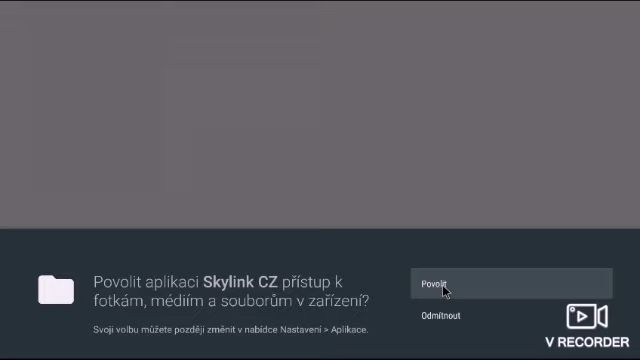 Povolit aplikaci Skylink CZ přístup k
fotkám, médiím a souborům v zařízení?
Svoji volbu můžete později změnit v nabídce Nastavení > Aplikace.
Povolit
Odmítnout
V RECORDER